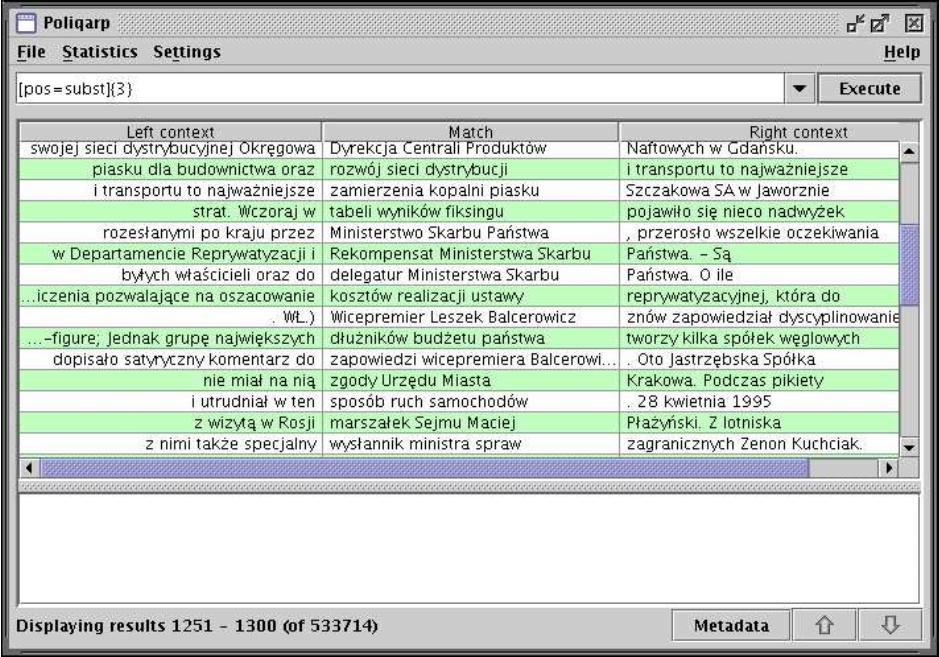 Poliqarp
File Statistics Settings Help
[pos=subst]{3} Execute
Left context Match Right context
swojej sieci dystrybucyjnej Okręgowa Dyrekcja Centrali Produktów Naftowych w Gdańsku.
piasku dla budownictwa oraz rozwój sieci dystrybucji i transportu to najważniejsze
i transportu to najważniejsze zamierzenia kopalni piasku Szczakowa SA w Jaworznie
strat. Wczoraj w tabeli wyników fiksingu pojawiło się nieco nadwyżek
rozesłanymi po kraju przez Ministerstwo Skarbu Państwa , przerosło wszelkie oczekiwania
w Departamencie Reprywatyzacji i Rekompensat Ministerstwa Skarbu Państwa. – Są
byłych właścicieli oraz do delegatur Ministerstwa Skarbu Państwa. O ile
...iczenia pozwalające na oszacowanie kosztów realizacji ustawy reprywatyzacyjnej, która do
. WŁ.) Wicepremier Leszek Balcerowicz znów zapowiedział dyscyplinowanie
...–figure; Jednak grupę największych dłużników budżetu państwa tworzy kilka spółek węglowych
dopisało satyryczny komentarz do zapowiedzi wicepremiera Balcerowi... . Oto Jastrzębska Spółka
nie miał na nią zgody Urzędu Miasta Krakowa. Podczas pikiety
i utrudniał w ten sposób ruch samochodów . 28 kwietnia 1995
z wizytą w Rosji marszałek Sejmu Maciej Płażyński. Z lotniska
z nimi także specjalny wysłannik ministra spraw zagranicznych Zenon Kuchciak.
Displaying results 1251 – 1300 (of 533714) Metadata